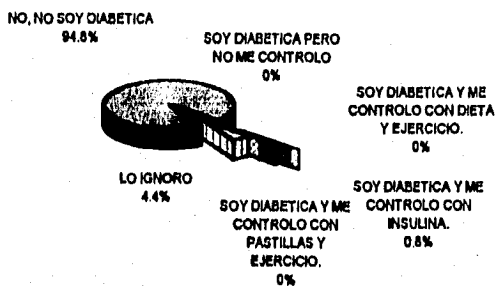 NO, NO SOY DIABETICA
94.8%
SOY DIABETICA PERO
NO ME CONTROLO
0%
SOY DIABETICA Y ME
CONTROLO CON DIETA
Y EJERCICIO.
0%
LO IGNORO
4.4%
SOY DIABETICA Y ME
CONTROLO CON
PASTILLAS Y
EJERCICIO.
0%
SOY DIABETICA Y ME
CONTROLO CON
INSULINA.
0.8%